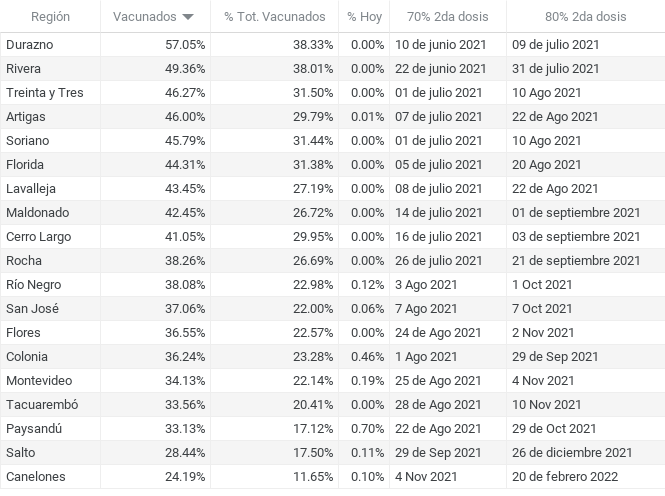 Región Vacunados % Tot. Vacunados % Hoy 70% 2da dosis 80% 2da dosis
Durazno 57.05% 38.33% 0.00% 10 de junio 2021 09 de julio 2021
Rivera 49.36% 38.01% 0.00% 22 de junio 2021 31 de julio 2021
Treinta y Tres 46.27% 31.50% 0.00% 01 de julio 2021 10 Ago 2021
Artigas 46.00% 29.79% 0.01% 07 de julio 2021 22 de Ago 2021
Soriano 45.79% 31.44% 0.00% 01 de julio 2021 10 Ago 2021
Florida 44.31% 31.38% 0.00% 05 de julio 2021 20 Ago 2021
Lavalleja 43.45% 27.19% 0.00% 08 de julio 2021 22 de Ago 2021
Maldonado 42.45% 26.72% 0.00% 14 de julio 2021 01 de septiembre 2021
Cerro Largo 41.05% 29.95% 0.00% 16 de julio 2021 03 de septiembre 2021
Rocha 38.26% 26.69% 0.00% 26 de julio 2021 21 de septiembre 2021
Río Negro 38.08% 22.98% 0.12% 3 Ago 2021 1 Oct 2021
San José 37.06% 22.00% 0.06% 7 Ago 2021 7 Oct 2021
Flores 36.55% 22.57% 0.00% 24 de Ago 2021 2 Nov 2021
Colonia 36.24% 23.28% 0.46% 1 Ago 2021 29 de Sep 2021
Montevideo 34.13% 22.14% 0.19% 25 de Ago 2021 4 Nov 2021
Tacuarembó 33.56% 20.41% 0.00% 28 de Ago 2021 10 Nov 2021
Paysandú 33.13% 17.12% 0.70% 22 de Ago 2021 29 de Oct 2021
Salto 28.44% 17.50% 0.11% 29 de Sep 2021 26 de diciembre 2021
Canelones 24.19% 11.65% 0.10% 4 Nov 2021 20 de febrero 2022